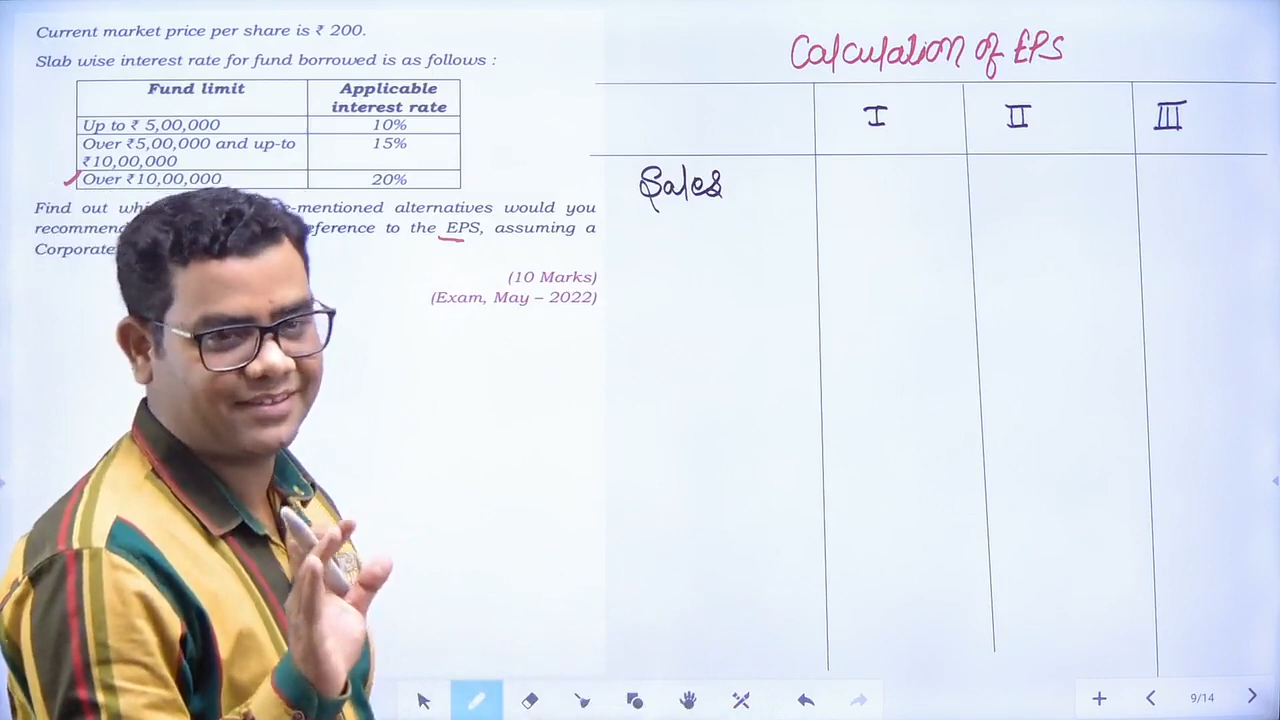 Current market price per share is ₹ 200.
Slab wise interest rate for fund borrowed is as follows :
Fund limit
Applicable interest rate
Up to ₹ 5,00,000
10%
Over ₹5,00,000 and up-to
₹10,00,000
15%
Over ₹10,00,000
20%
Find out -mentioned alternatives would you
recommend to the EPS, assuming a
Corporate
(10 Marks)
(Exam, May – 2022)
Calculation of EPS
I II III
Sales
9/14